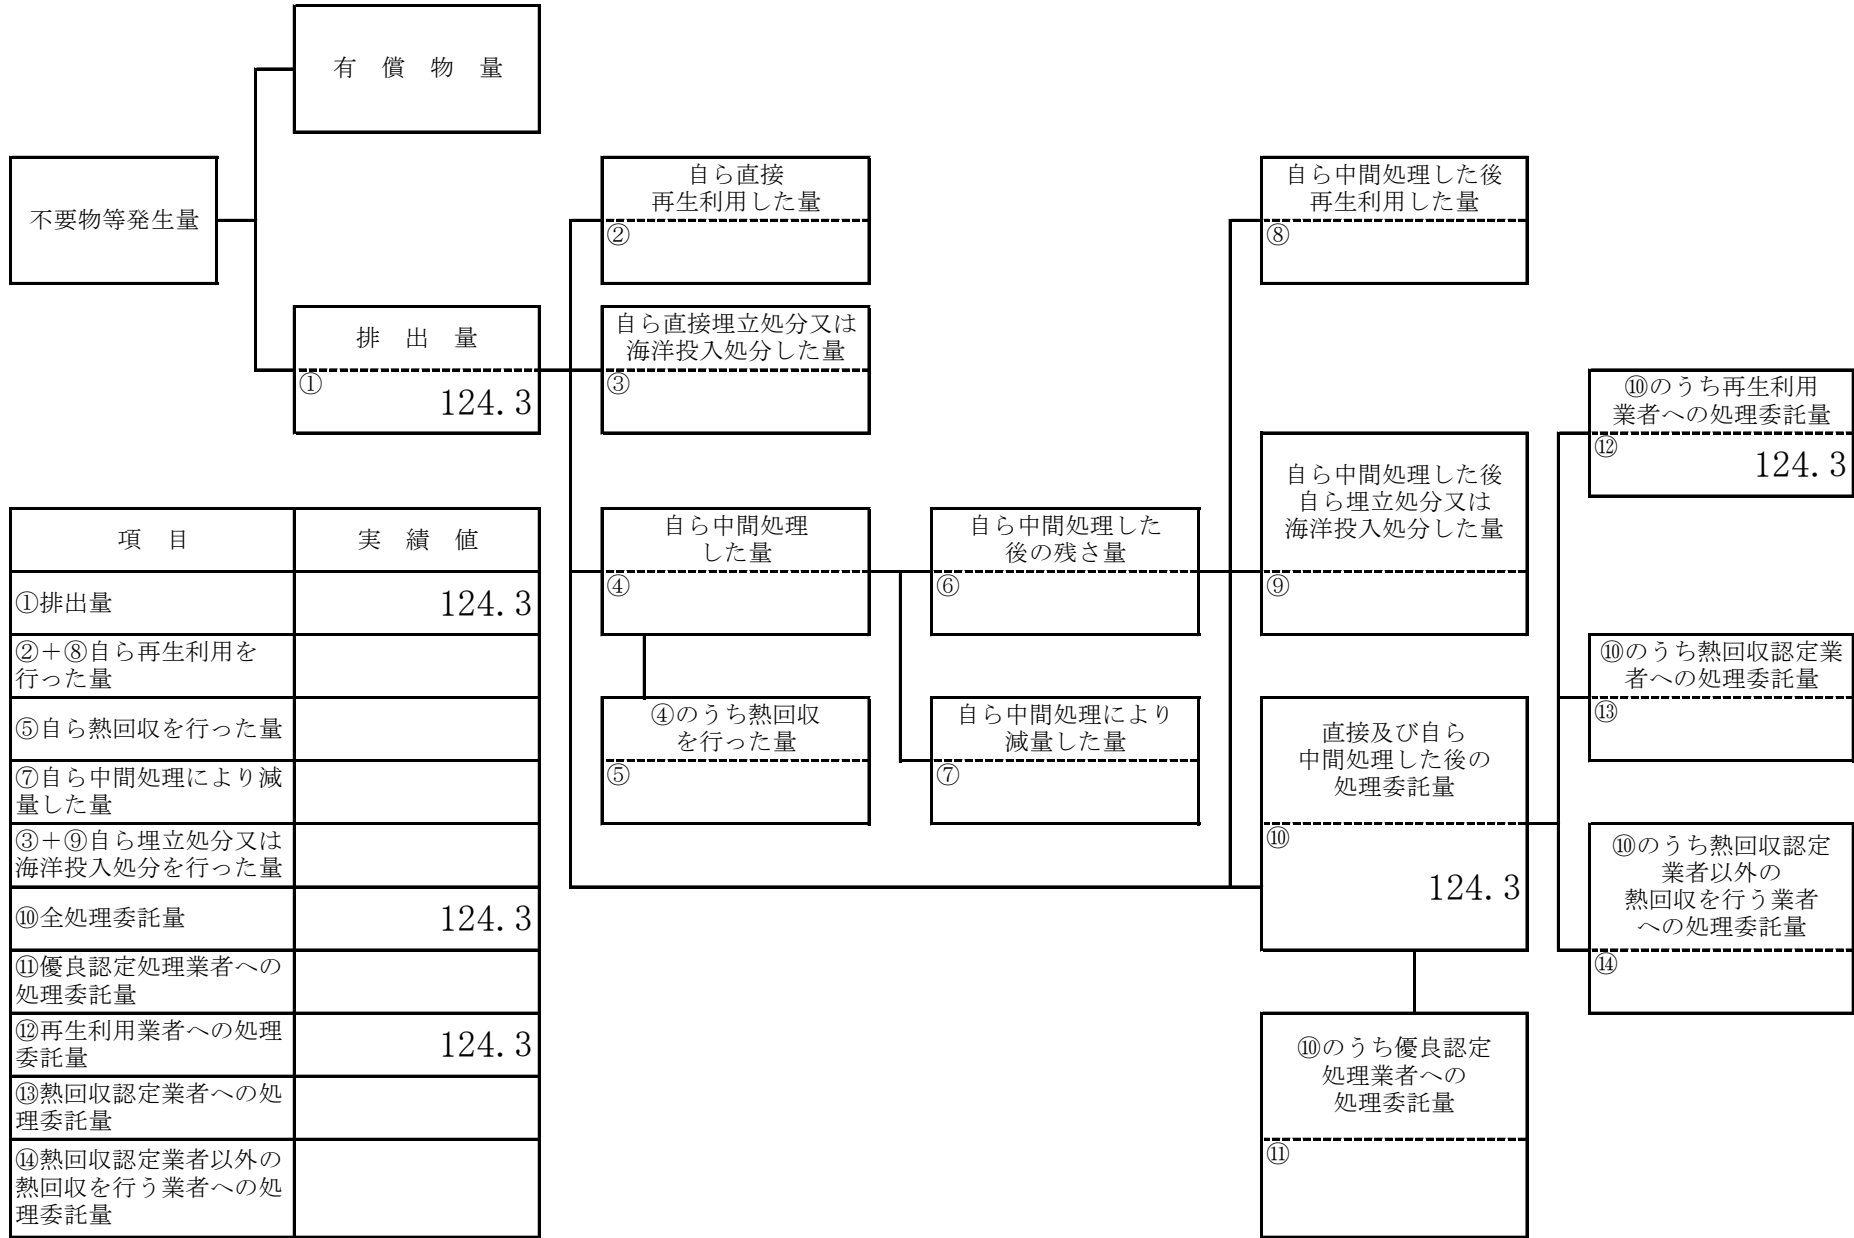 有 償 物 量
不要物等発生量
排 出 量
①
124.3
自ら直接
再生利用した量
②
自ら直接埋立処分又は
海洋投入処分した量
③
自ら中間処理
した量
④
④のうち熱回収
を行った量
⑤
自ら中間処理した
後の残さ量
⑥
自ら中間処理により
減量した量
⑦
自ら中間処理した後
再生利用した量
⑧
自ら中間処理した後
自ら埋立処分又は
海洋投入処分した量
⑨
直接及び自ら
中間処理した後の
処理委託量
⑩
124.3
⑩のうち優良認定
処理業者への
処理委託量
⑪
⑩のうち再生利用
業者への処理委託量
⑫
124.3
⑩のうち熱回収認定業
者への処理委託量
⑬
⑩のうち熱回収認定
業者以外の
熱回収を行う業者
への処理委託量
⑭
項 目 実 績 値
①排出量 124.3
②＋⑧自ら再生利用を
行った量
⑤自ら熱回収を行った量
⑦自ら中間処理により減
量した量
③＋⑨自ら埋立処分又は
海洋投入処分を行った量
⑩全処理委託量 124.3
⑪優良認定処理業者への
処理委託量
⑫再生利用業者への処理
委託量 124.3
⑬熱回収認定業者への処
理委託量
⑭熱回収認定業者以外の
熱回収を行う業者への処
理委託量